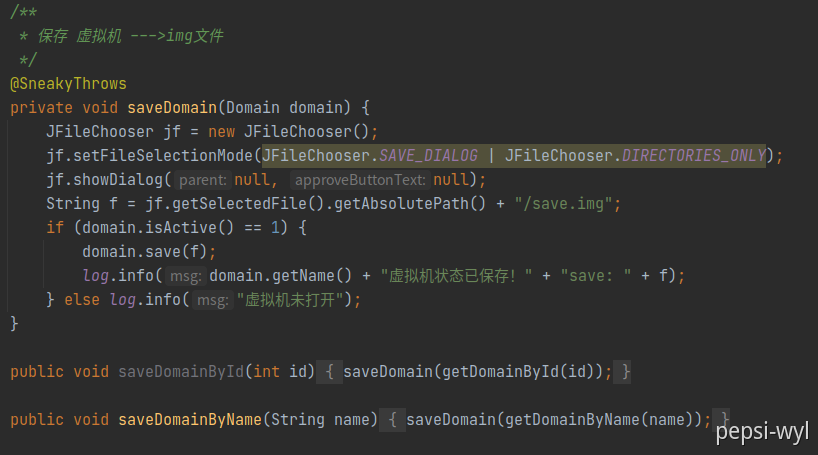 /**
 * 保存 虚拟机 --->img文件
 */
@SneakyThrows
private void saveDomain(Domain domain) {
    JFileChooser jf = new JFileChooser();
    jf.setFileSelectionMode(JFileChooser.SAVE_DIALOG | JFileChooser.DIRECTORIES_ONLY);
    jf.showDialog( parent: null, approveButtonText: null);
    String f = jf.getSelectedFile().getAbsolutePath() + "/save.img";
    if (domain.isActive() == 1) {
        domain.save(f);
        log.info( msg: domain.getName() + "虚拟机状态已保存！" + "save: " + f);
    } else log.info( msg: "虚拟机未打开");
}
public void saveDomainById(int id) { saveDomain(getDomainById(id)); }
public void saveDomainByName(String name) { saveDomain(getDomainByName(name)); }
pepsi-wyl